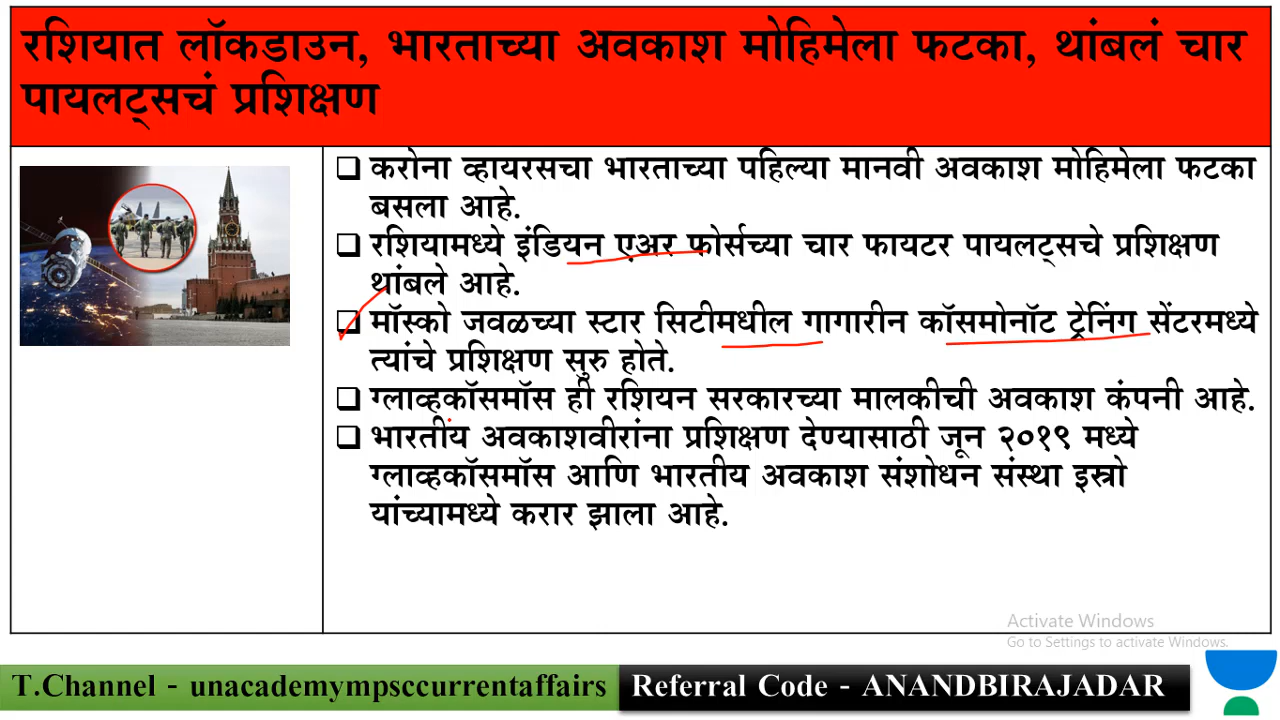 रशियात लॉकडाउन, भारताच्या अवकाश मोहिमेला फटका, थांबलं चार
पायलट्सचं प्रशिक्षण
करोना व्हायरसचा भारताच्या पहिल्या मानवी अवकाश मोहिमेला फटका
बसला आहे.
रशियामध्ये इंडियन एअर फोर्सच्या चार फायटर पायलट्सचे प्रशिक्षण
थांबले आहे.
मॉस्को जवळच्या स्टार सिटीमधील गागारीन कॉसमोनॉट ट्रेनिंग सेंटरमध्ये
त्यांचे प्रशिक्षण सुरु होते.
ग्लाव्हकॉसमॉस ही रशियन सरकारच्या मालकीची अवकाश कंपनी आहे.
भारतीय अवकाशवीरांना प्रशिक्षण देण्यासाठी जून २०१९ मध्ये
ग्लाव्हकॉसमॉस आणि भारतीय अवकाश संशोधन संस्था इस्त्रो
यांच्यामध्ये करार झाला आहे.
Activate Windows
Go to Settings to activate Windows.
T.Channel - unacademympsccurrentaffairs
Referral Code - ANANDBIRAJADAR